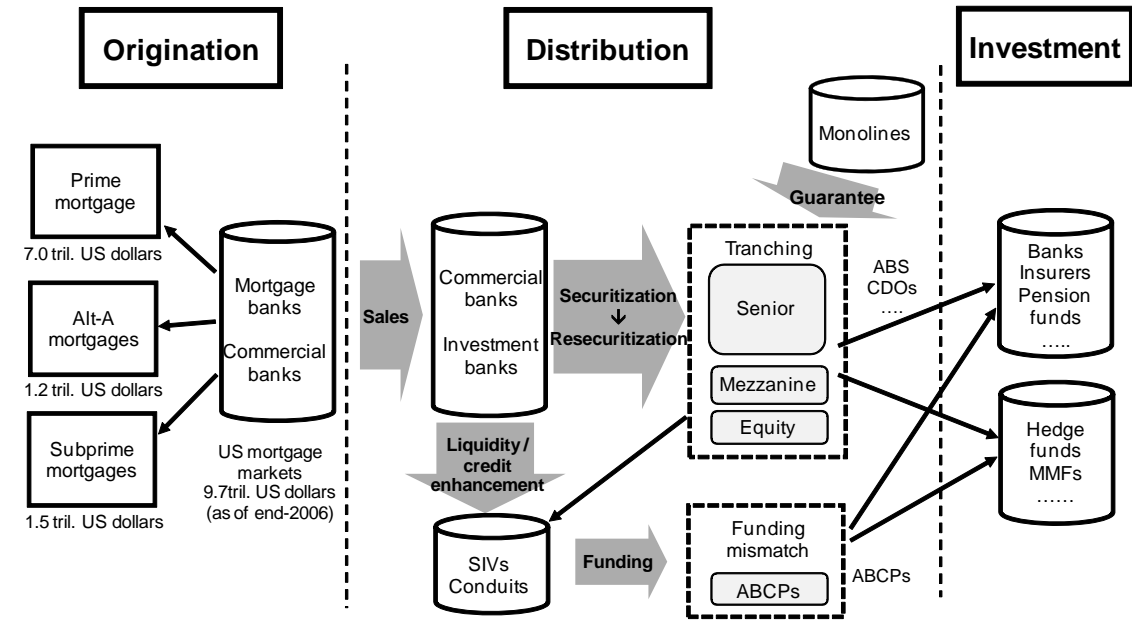 Origination
Distribution
Investment
Monolines
Guarantee
Prime
mortgage
7.0 tril. US dollars
Alt-A
mortgages
1.2 tril. US dollars
Subprime
mortgages
1.5 tril. US dollars
Mortgage
banks
Commercial
banks
US mortgage
markets
9.7tril. US dollars
(as of end-2006)
Sales
Commercial
banks
Investment
banks
Securitization
↓
Resecuritization
Liquidity /
credit
enhancement
SIVs
Conduits
Funding
Tranching
Senior
Mezzanine
Equity
Funding
mismatch
ABCPs
ABS
CDOs
....
ABCPs
Banks
Insurers
Pension
funds
.....
Hedge
funds
MMFs
......